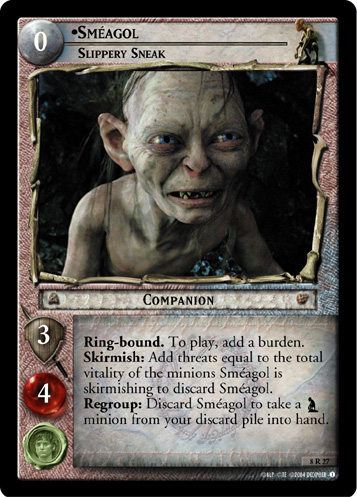 0
•Sméagol
Slippery Sneak
Companion
3
4
Ring-bound. To play, add a burden.
Skirmish: Add threats equal to the total
vitality of the minions Sméagol is
skirmishing to discard Sméagol.
Regroup: Discard Sméagol to take a
minion from your discard pile into hand.
8 R 27
©2004 DECIPHER